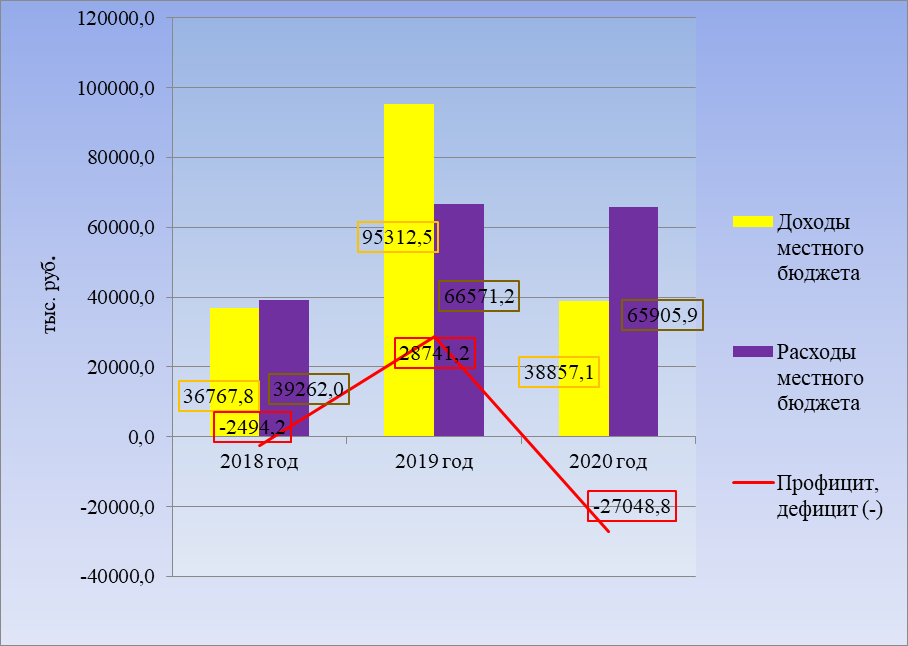 120000,0
100000,0
80000,0
60000,0
40000,0
20000,0
0,0
-20000,0
-40000,0
тыс. руб.
95312,5
66571,2
65905,9
28741,2
38857,1
36767,8
39262,0
-2494,2
-27048,8
2018 год
2019 год
2020 год
Доходы
местного
бюджета
Расходы
местного
бюджета
Профицит,
дефицит (-)